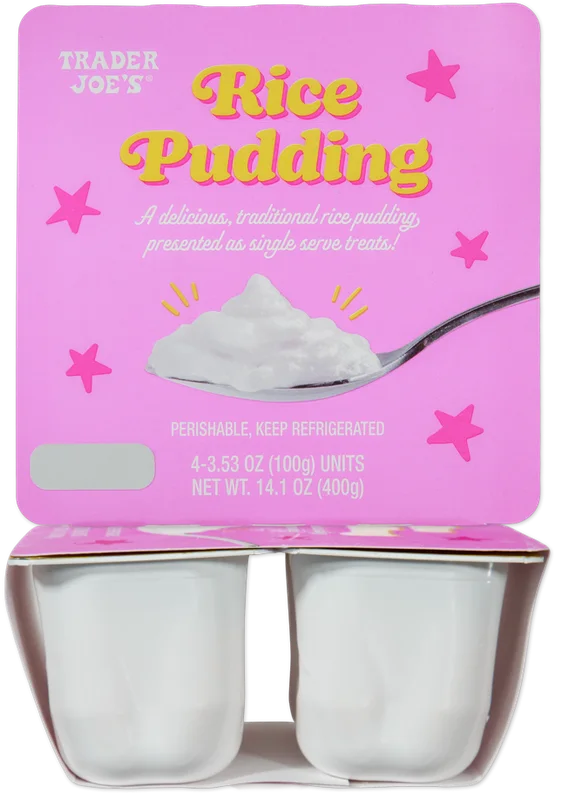 TRADER
JOE'S®
Rice
Pudding
A delicious, traditional rice pudding,
presented as single serve treats!
PERISHABLE, KEEP REFRIGERATED
4-3.53 OZ (100g) UNITS
NET WT. 14.1 OZ (400g)